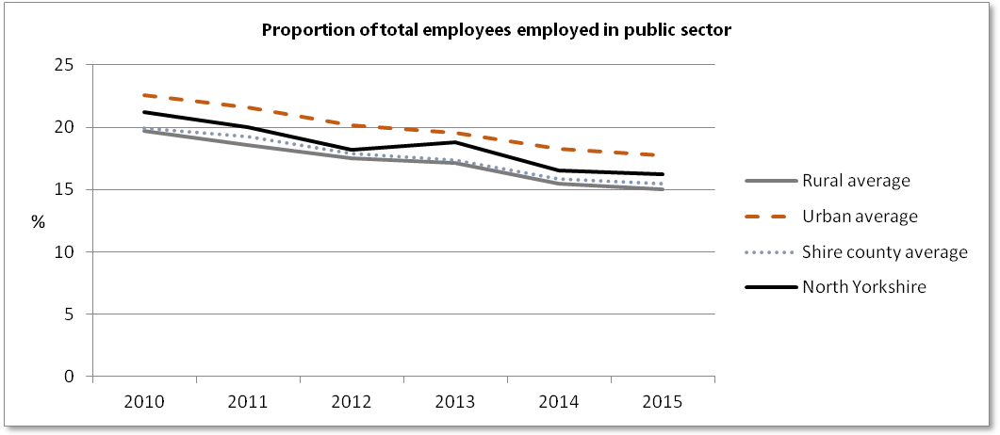 Proportion of total employees employed in public sector
25
20
15
10
5
0
%
2010 2011 2012 2013 2014 2015
Rural average
Urban average
Shire county average
North Yorkshire